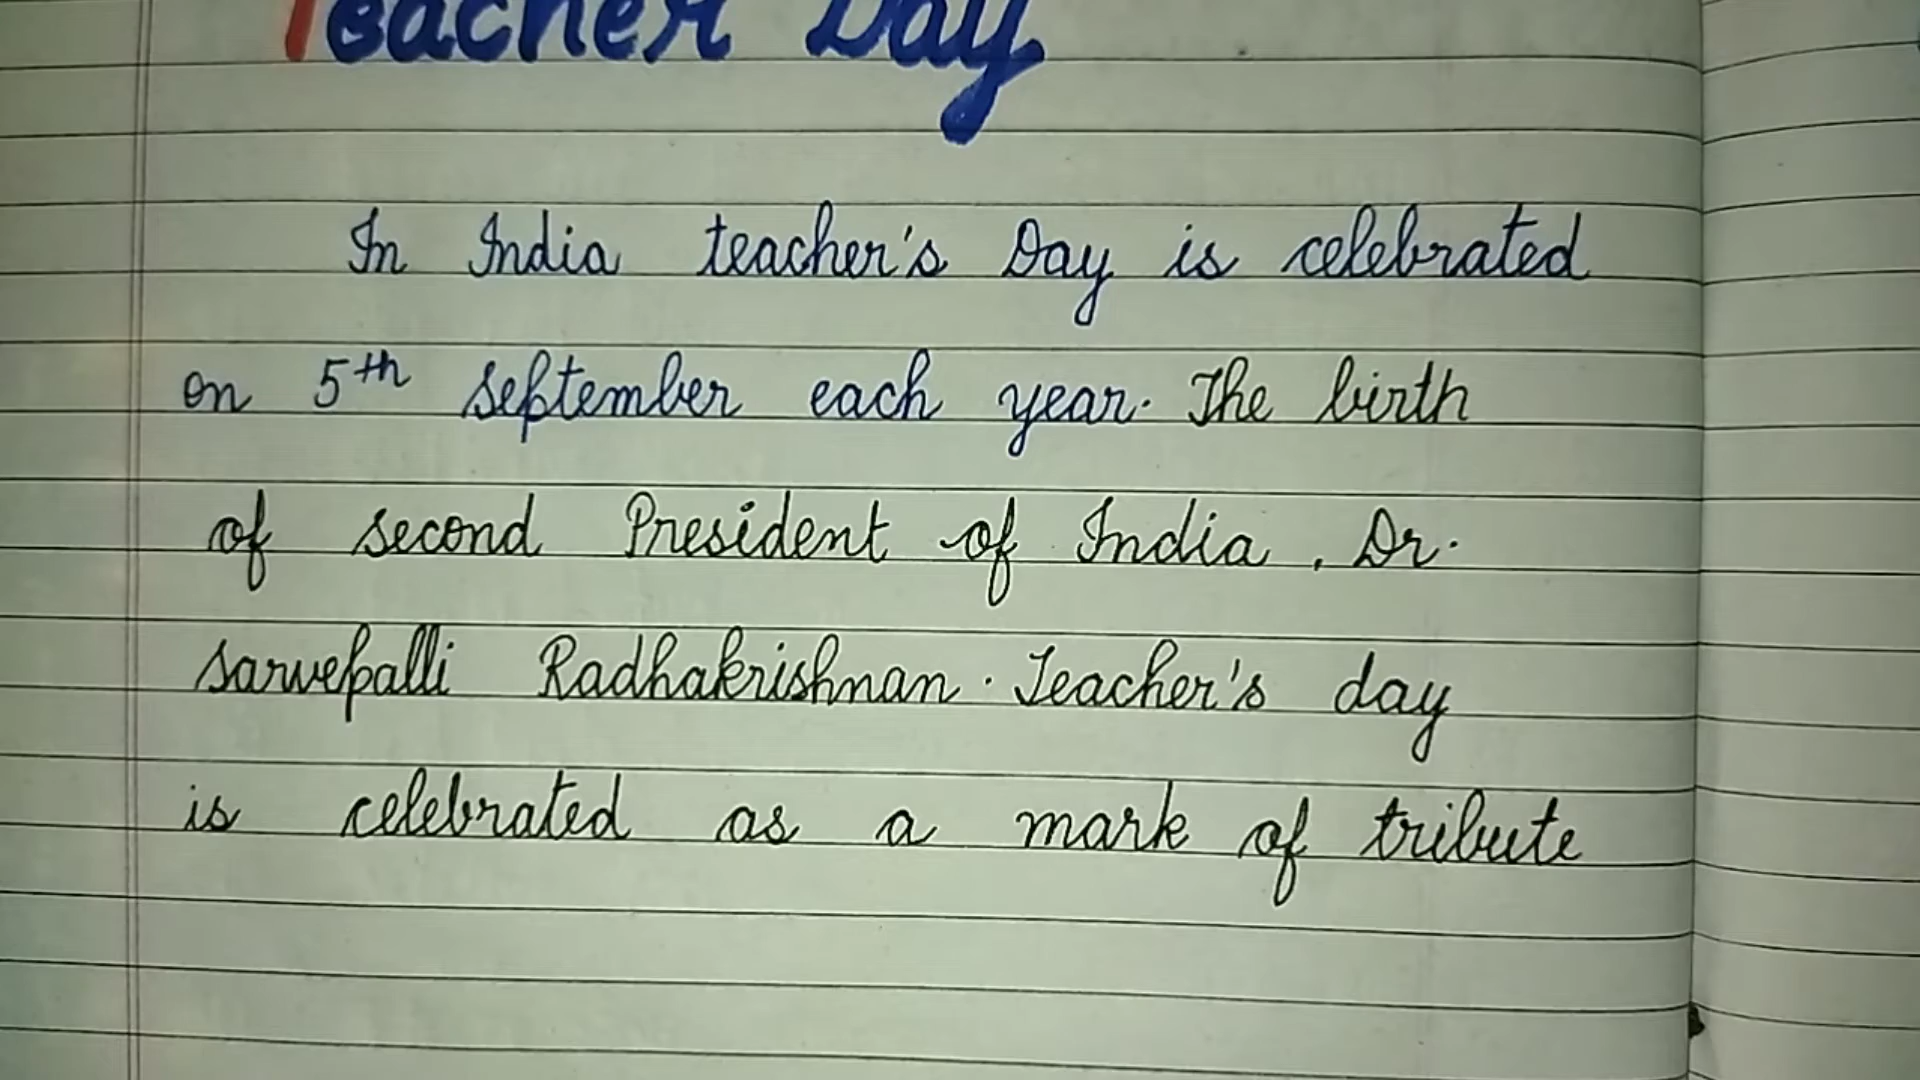 Teacher Day
In India teacher's Day is celebrated
on 5th september each year. The birth
of second President of India, Dr.
sarvepalli Radhakrishnan. Teacher's day
is celebrated as a mark of tribute